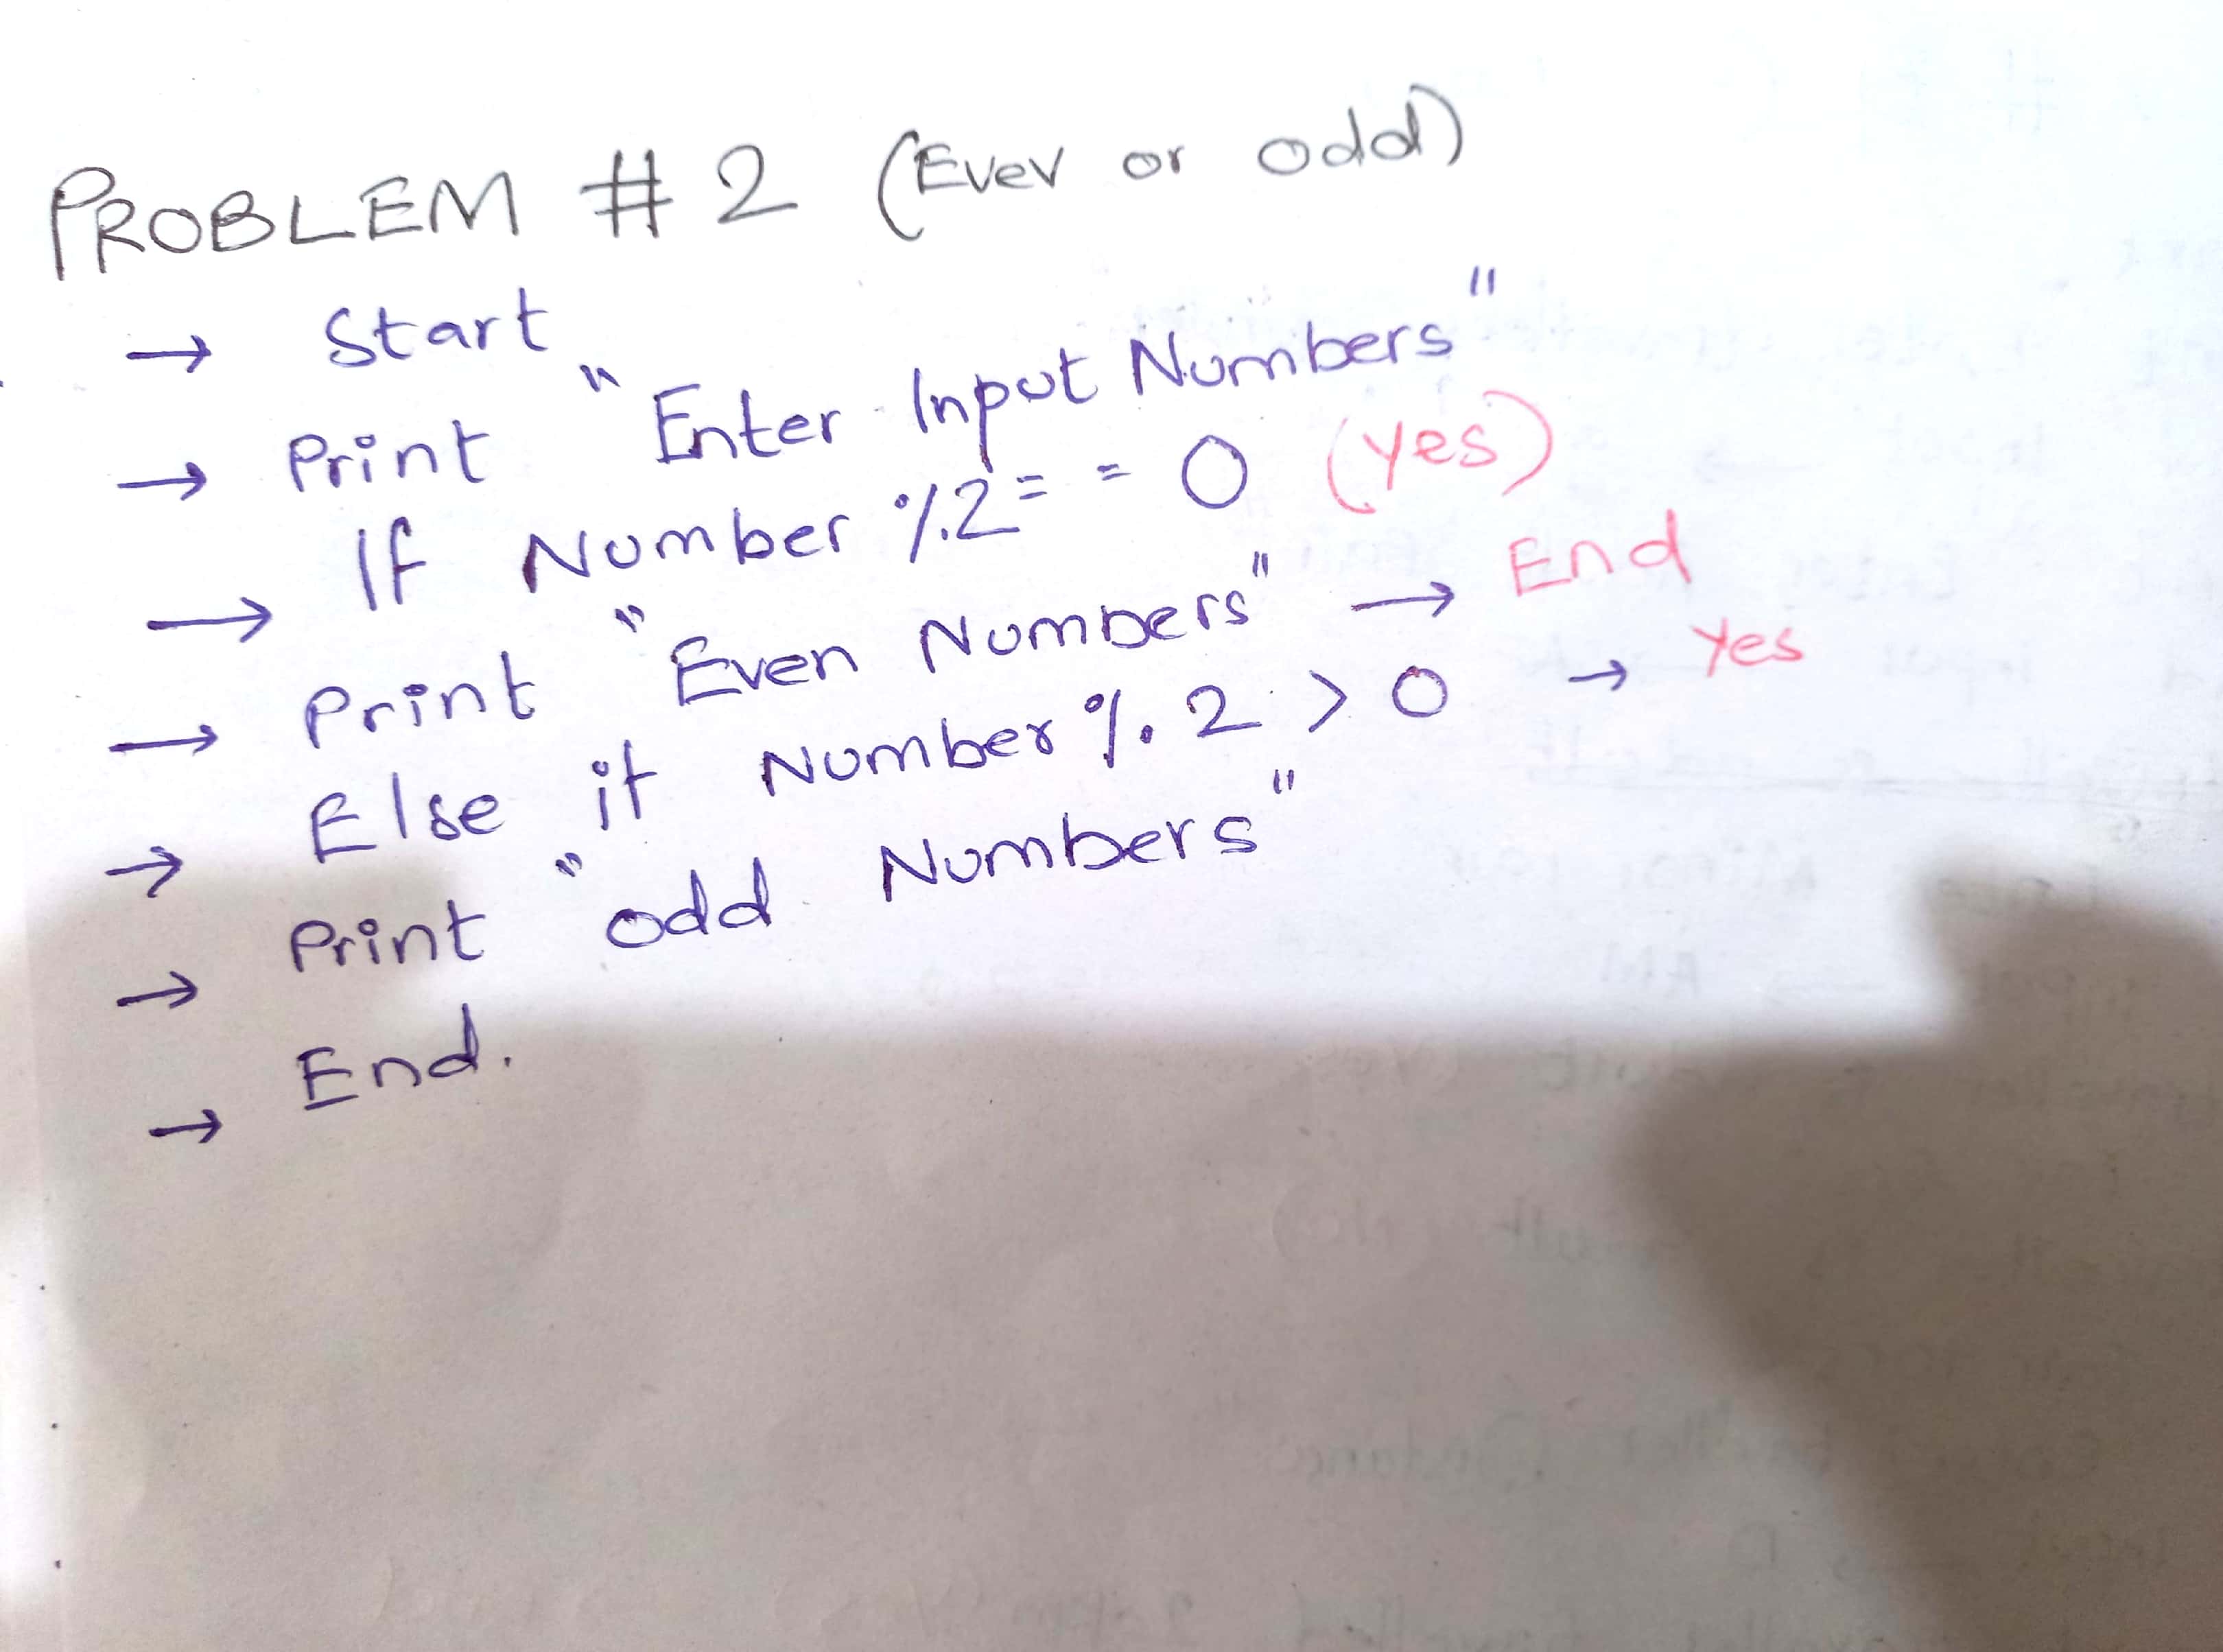 PROBLEM # 2 (Evev or odd)
→ Start
→ Print "Enter Input Numbers"
→ If Number %2 = = 0 (Yes)
→ Print "Even Numbers" → End
→ Else if Number % 2 > 0 → Yes
→ Print "odd Numbers"
→ End.